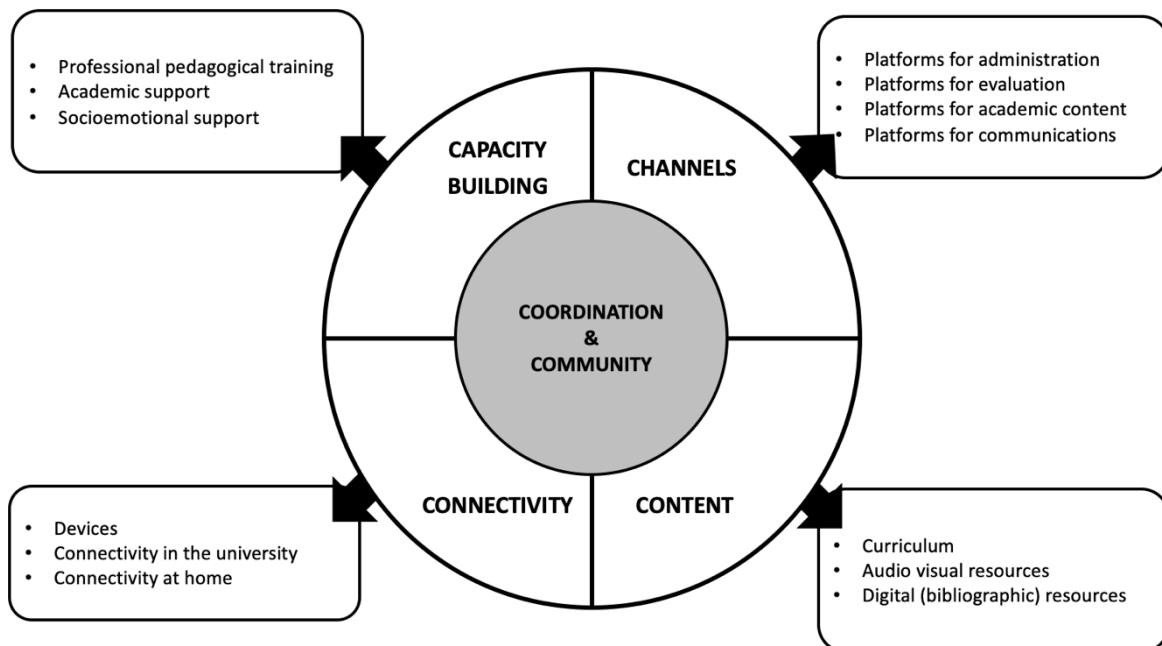 • Professional pedagogical training
• Academic support
• Socioemotional support
• Platforms for administration
• Platforms for evaluation
• Platforms for academic content
• Platforms for communications
CAPACITY
BUILDING
CHANNELS
COORDINATION
&
COMMUNITY
CONNECTIVITY
CONTENT
• Devices
• Connectivity in the university
• Connectivity at home
• Curriculum
• Audio visual resources
• Digital (bibliographic) resources